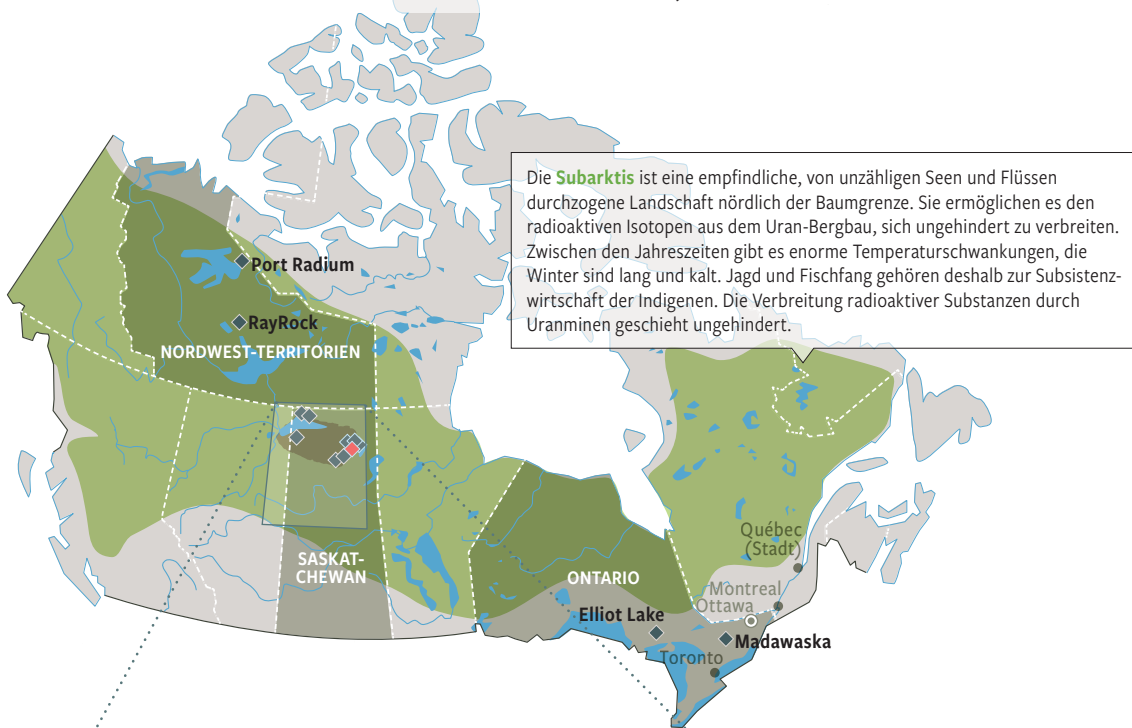 Die Subarktis ist eine empfindliche, von unzähligen Seen und Flüssen
durchzogene Landschaft nördlich der Baumgrenze. Sie ermöglichen es den
radioaktiven Isotopen aus dem Uran-Bergbau, sich ungehindert zu verbreiten.
Zwischen den Jahreszeiten gibt es enorme Temperaturschwankungen, die
Winter sind lang und kalt. Jagd und Fischfang gehören deshalb zur Subsistenz-
wirtschaft der Indigenen. Die Verbreitung radioaktiver Substanzen durch
Uranminen geschieht ungehindert.
Port Radium
RayRock
NORDWEST-TERRITORIEN
SASKAT-
CHEWAN
ONTARIO
Québec
(Stadt)
Montreal
Ottawa
Elliot Lake
Madawaska
Toronto